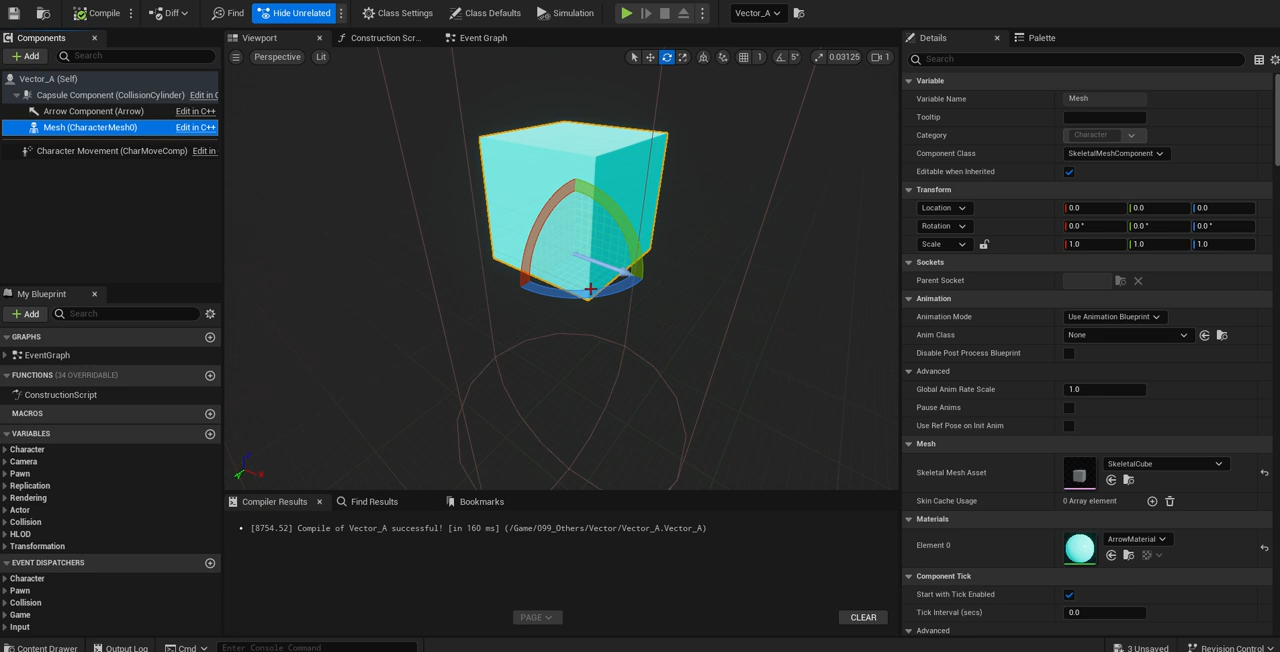 Compile
Diff
Find
Hide Unrelated
Class Settings
Class Defaults
Simulation
Vector_A
Components
Add
Search
Vector_A (Self)
Capsule Component (CollisionCylinder) Edit in C
Arrow Component (Arrow) Edit in C++
Mesh (CharacterMesh0) Edit in C++
Character Movement (CharMoveComp) Edit in
My Blueprint
Add
Search
GRAPHS
EventGraph
FUNCTIONS (34 OVERRIDABLE)
ConstructionScript
MACROS
VARIABLES
Character
Camera
Pawn
Replication
Rendering
Actor
Collision
HLOD
Transformation
EVENT DISPATCHERS
Character
Pawn
Collision
Game
Input
Viewport
Construction Scr...
Event Graph
Perspective
Lit
1
5°
0.03125
1
Compiler Results
Find Results
Bookmarks
[8754.52] Compile of Vector_A successful! [in 160 ms] (/Game/099_Others/Vector/Vector_A.Vector_A)
PAGE
CLEAR
Details
Palette
Search
Variable
Variable Name Mesh
Tooltip
Category Character
Component Class SkeletalMeshComponent
Editable when Inherited
Transform
Location 0.0 0.0 0.0
Rotation 0.0 ° 0.0 ° 0.0 °
Scale 1.0 1.0 1.0
Sockets
Parent Socket
Animation
Animation Mode Use Animation Blueprint
Anim Class None
Disable Post Process Blueprint
Advanced
Global Anim Rate Scale 1.0
Pause Anims
Use Ref Pose on Init Anim
Mesh
Skeletal Mesh Asset SkeletalCube
Skin Cache Usage 0 Array element
Materials
Element 0 ArrowMaterial
Component Tick
Start with Tick Enabled
Tick Interval (secs) 0.0
Advanced
Content Drawer
Output Log
Cmd
Enter Console Command
3 Unsaved
Revision Control